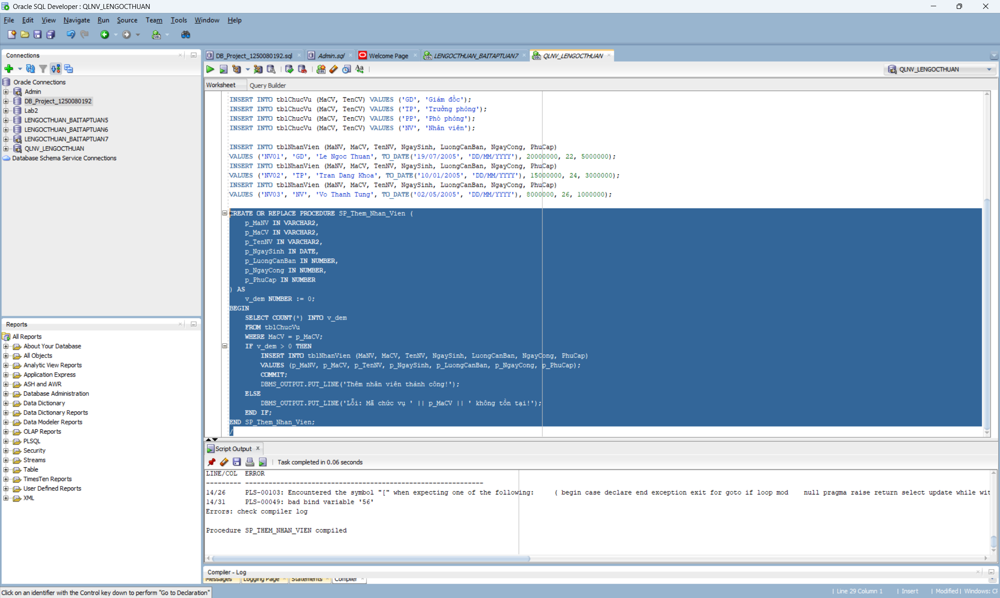 Oracle SQL Developer : QLNV_LENGOCTHUAN
File Edit View Navigate Run Source Team Tools Window Help
Connections
Oracle Connections
Admin
DB_Project_1250080192
Lab2
LENGOCTHUAN_BAITAPTUAN5
LENGOCTHUAN_BAITAPTUAN6
LENGOCTHUAN_BAITAPTUAN7
QLNV_LENGOCTHUAN
Database Schema Service Connections
Reports
All Reports
About Your Database
All Objects
Analytic View Reports
Application Express
ASH and AWR
Database Administration
Data Dictionary
Data Dictionary Reports
Data Modeler Reports
OLAP Reports
PLSQL
Security
Streams
Table
TimesTen Reports
User Defined Reports
XML
DB_Project_1250080192.sql Admin.sql Welcome Page LENGOCTHUAN_BAITAPTUAN7 QLNV_LENGOCTHUAN
QLNV_LENGOCTHUAN
Worksheet Query Builder
INSERT INTO tblChucVu (MaCV, TenCV) VALUES ('GD', 'Giám đốc');
INSERT INTO tblChucVu (MaCV, TenCV) VALUES ('TP', 'Trưởng phòng');
INSERT INTO tblChucVu (MaCV, TenCV) VALUES ('PP', 'Phó phòng');
INSERT INTO tblChucVu (MaCV, TenCV) VALUES ('NV', 'Nhân viên');
INSERT INTO tblNhanVien (MaNV, MaCV, TenNV, NgaySinh, LuongCanBan, NgayCong, PhuCap)
VALUES ('NV01', 'GD', 'Le Ngoc Thuan', TO_DATE('19/07/2005', 'DD/MM/YYYY'), 20000000, 22, 5000000);
INSERT INTO tblNhanVien (MaNV, MaCV, TenNV, NgaySinh, LuongCanBan, NgayCong, PhuCap)
VALUES ('NV02', 'TP', 'Tran Dang Khoa', TO_DATE('10/01/2005', 'DD/MM/YYYY'), 15000000, 24, 3000000);
INSERT INTO tblNhanVien (MaNV, MaCV, TenNV, NgaySinh, LuongCanBan, NgayCong, PhuCap)
VALUES ('NV03', 'NV', 'Vo Thanh Tung', TO_DATE('02/05/2005', 'DD/MM/YYYY'), 8000000, 26, 1000000);
CREATE OR REPLACE PROCEDURE SP_Them_Nhan_Vien (
p_MaNV IN VARCHAR2,
p_MaCV IN VARCHAR2,
p_TenNV IN VARCHAR2,
p_NgaySinh IN DATE,
p_LuongCanBan IN NUMBER,
p_NgayCong IN NUMBER,
p_PhuCap IN NUMBER
) AS
v_dem NUMBER := 0;
BEGIN
SELECT COUNT(*) INTO v_dem
FROM tblChucVu
WHERE MaCV = p_MaCV;
IF v_dem > 0 THEN
INSERT INTO tblNhanVien (MaNV, MaCV, TenNV, NgaySinh, LuongCanBan, NgayCong, PhuCap)
VALUES (p_MaNV, p_MaCV, p_TenNV, p_NgaySinh, p_LuongCanBan, p_NgayCong, p_PhuCap);
COMMIT;
DBMS_OUTPUT.PUT_LINE('Thêm nhân viên thành công!');
ELSE
DBMS_OUTPUT.PUT_LINE('Lỗi: Mã chức vụ ' || p_MaCV || ' không tồn tại!');
END IF;
END SP_Them_Nhan_Vien;
/
Script Output
Task completed in 0.06 seconds
LINE/COL ERROR
--------- -------------------------------------------------------------
14/26 PLS-00103: Encountered the symbol "[" when expecting one of the following: ( begin case declare end exception exit for goto if loop mod null pragma raise return select update while wit
14/31 PLS-00049: bad bind variable '56'
Errors: check compiler log
Procedure SP_THEM_NHAN_VIEN compiled
Compiler - Log
Messages Logging Page Statements Compiler
Click on an identifier with the Control key down to perform "Go to Declaration"
Line 29 Column 1 | Insert | Modified | Windows: C